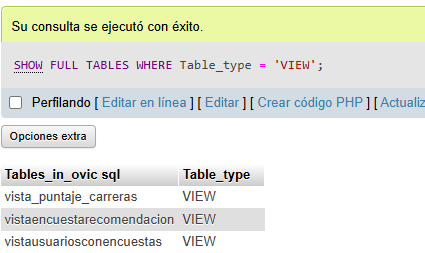 Su consulta se ejecutó con éxito.
SHOW FULL TABLES WHERE Table_type = 'VIEW';
Perfilando [ Editar en línea ] [ Editar ] [ Crear código PHP ] [ Actualiz
Opciones extra
Tables_in_ovic sql Table_type
vista_puntaje_carreras VIEW
vistaencuestarecomendacion VIEW
vistausuariosconencuestas VIEW